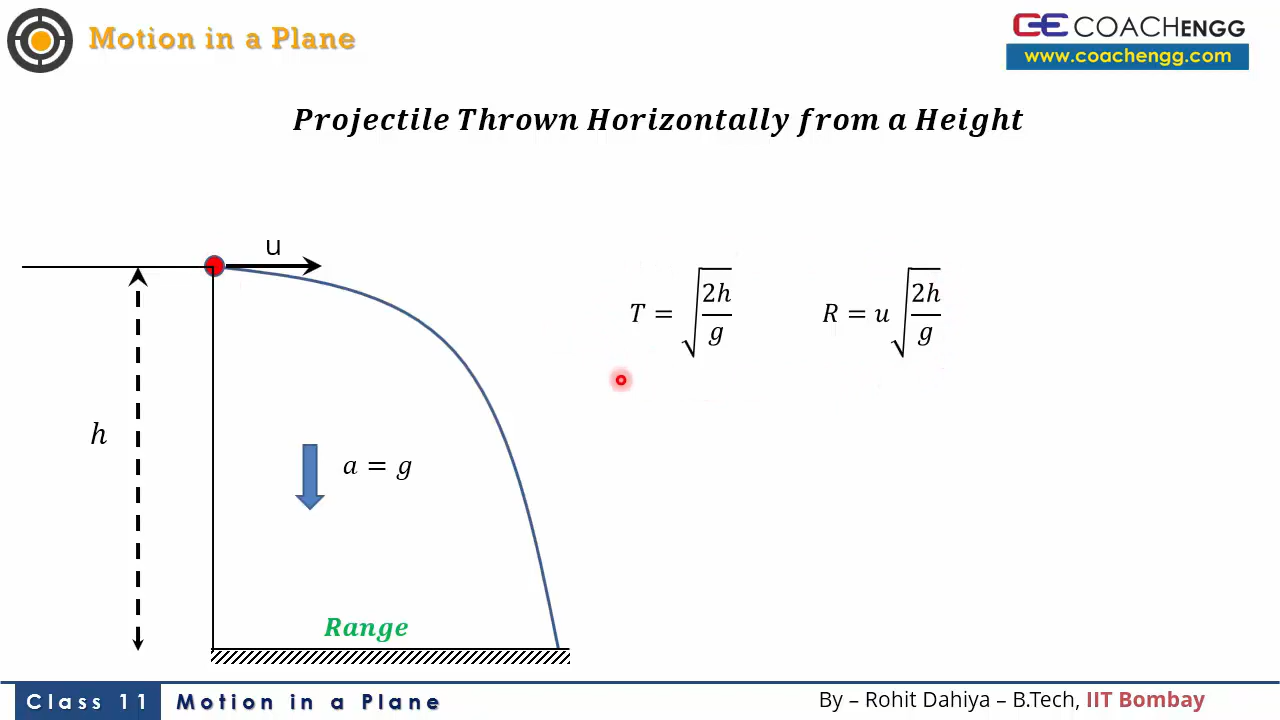 Motion in a Plane
CE COACHENGG
www.coachengg.com
Projectile Thrown Horizontally from a Height
u
T = √(2h/g)
R = u√(2h/g)
h
a = g
Range
Class 11 Motion in a Plane
By – Rohit Dahiya – B.Tech, IIT Bombay